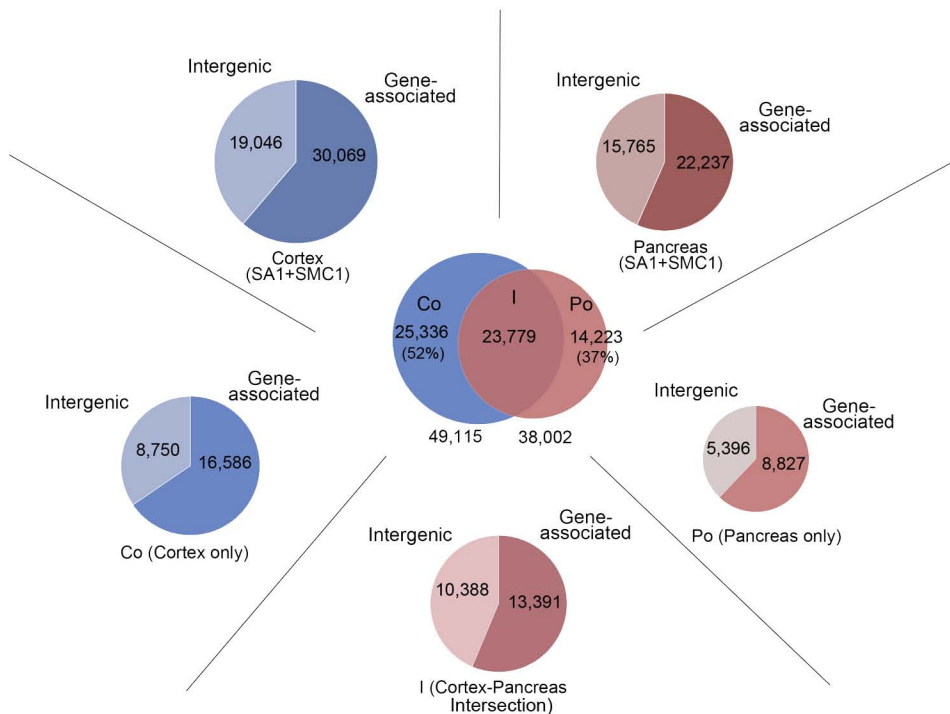 Intergenic
Gene-
associated
19,046
30,069
Cortex
(SA1+SMC1)
Intergenic
Gene-
associated
15,765
22,237
Pancreas
(SA1+SMC1)
Co
I
Po
25,336
(52%)
23,779
14,223
(37%)
49,115
38,002
Intergenic
Gene-
associated
8,750
16,586
Co (Cortex only)
Intergenic
Gene-
associated
5,396
8,827
Po (Pancreas only)
Intergenic
Gene-
associated
10,388
13,391
I (Cortex-Pancreas
Intersection)